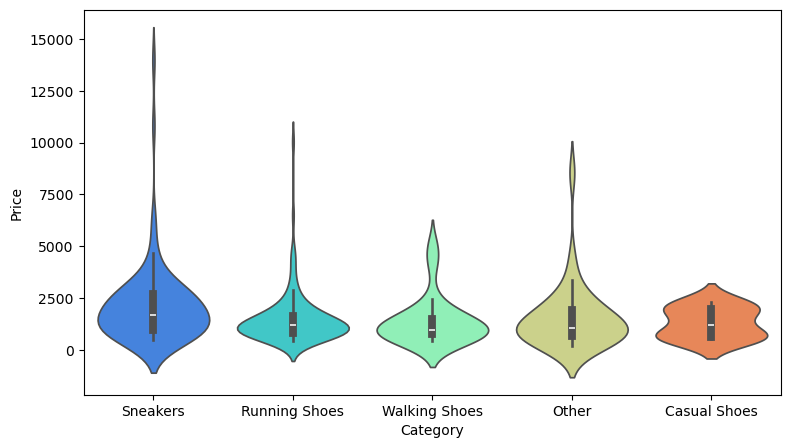 15000
12500
10000
7500
5000
2500
0
Price
Sneakers
Running Shoes
Walking Shoes
Other
Casual Shoes
Category